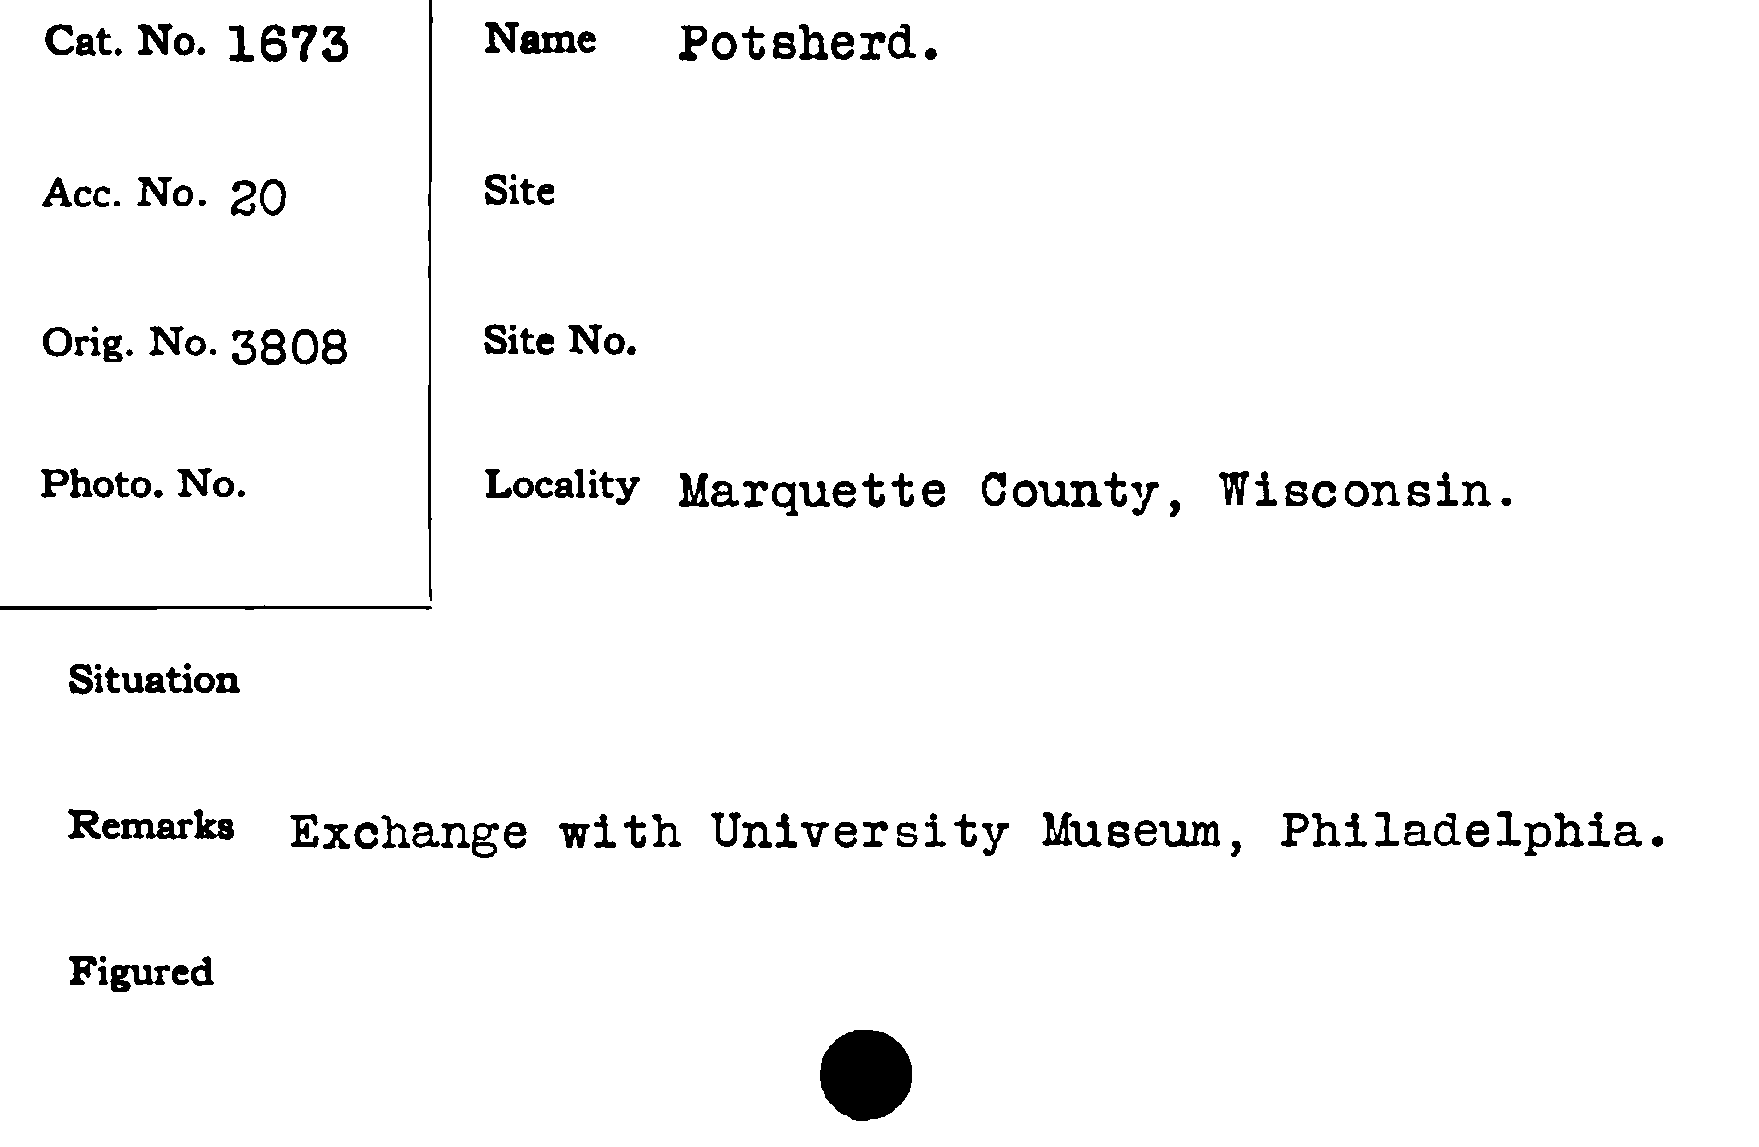 Cat. No. 1673
Acc. No. 20
Orig. No. 3808
Photo. No.
Name Potsherd.
Site
Site No.
Locality Marquette County, Wisconsin.
Situation
Remarks Exchange with University Museum, Philadelphia.
Figured